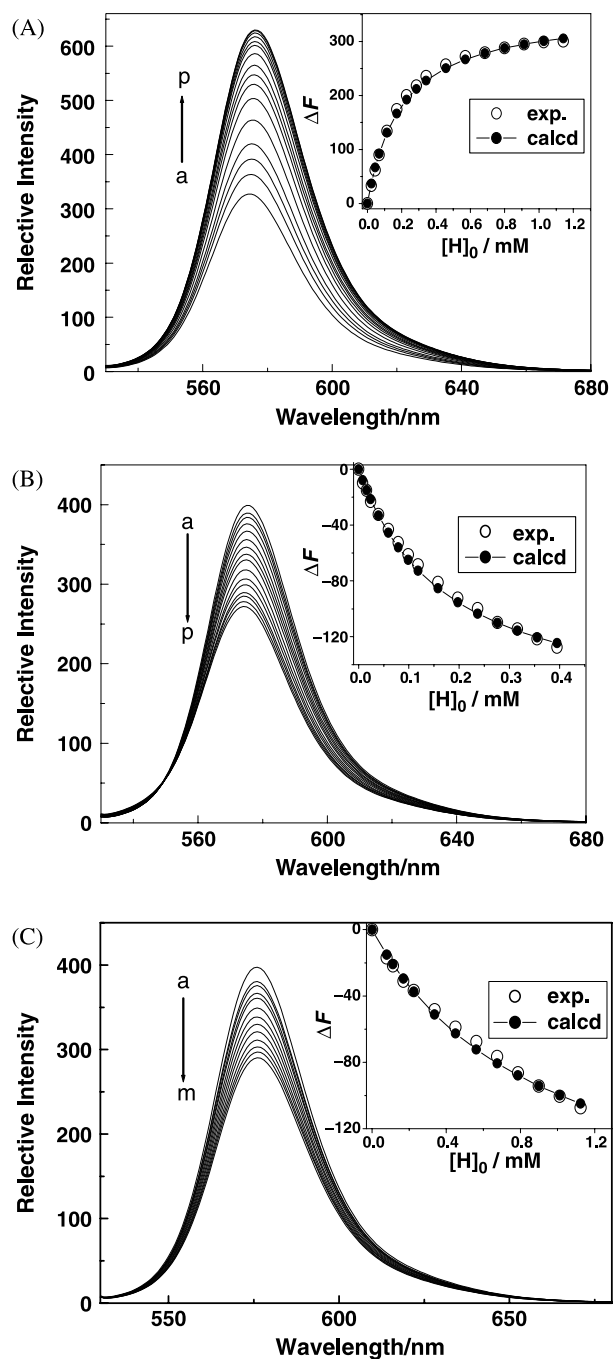 (A)
600
500
400
300
200
100
0
560
600
640
680
Relective Intensity
Wavelength/nm
p
a
300
200
100
0
ΔF
exp.
calcd
0.0
0.2
0.4
0.6
0.8
1.0
1.2
[H]0 / mM
(B)
400
300
200
100
0
560
600
640
680
Relective Intensity
Wavelength/nm
a
p
0
−40
−80
−120
ΔF
exp.
calcd
0.0
0.1
0.2
0.3
0.4
[H]0 / mM
(C)
400
300
200
100
0
550
600
650
Relective Intensity
Wavelength/nm
a
m
0
−40
−80
−120
ΔF
exp.
calcd
0.0
0.4
0.8
1.2
[H]0 / mM